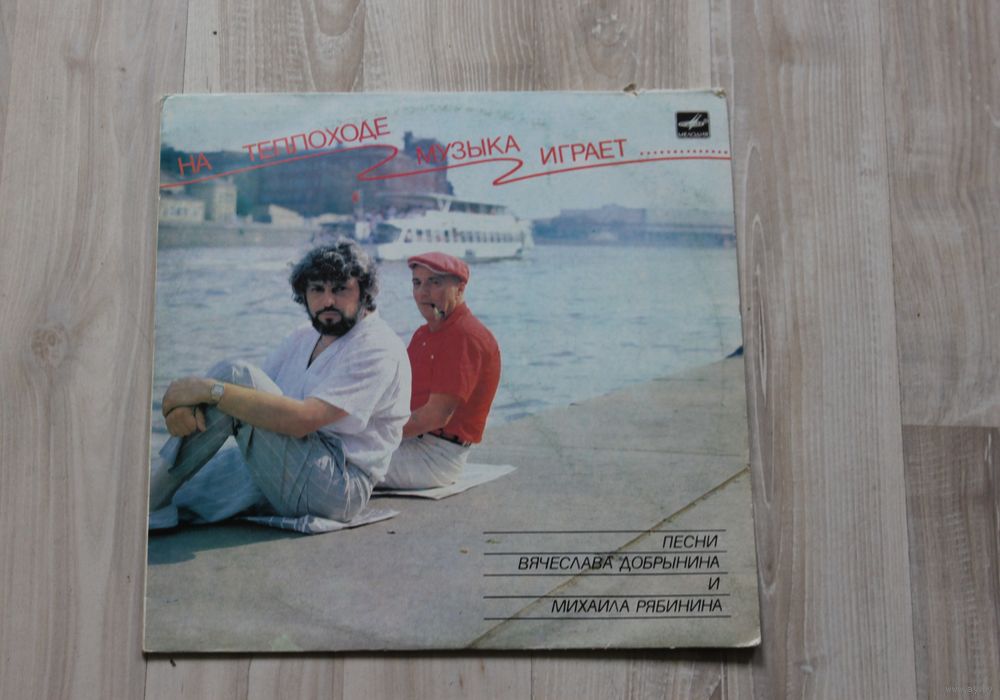 НА ТЕПЛОХОДЕ МУЗЫКА ИГРАЕТ
МЕЛОДИЯ
ПЕСНИ
ВЯЧЕСЛАВА ДОБРЫНИНА
И
МИХАИЛА РЯБИНИНА